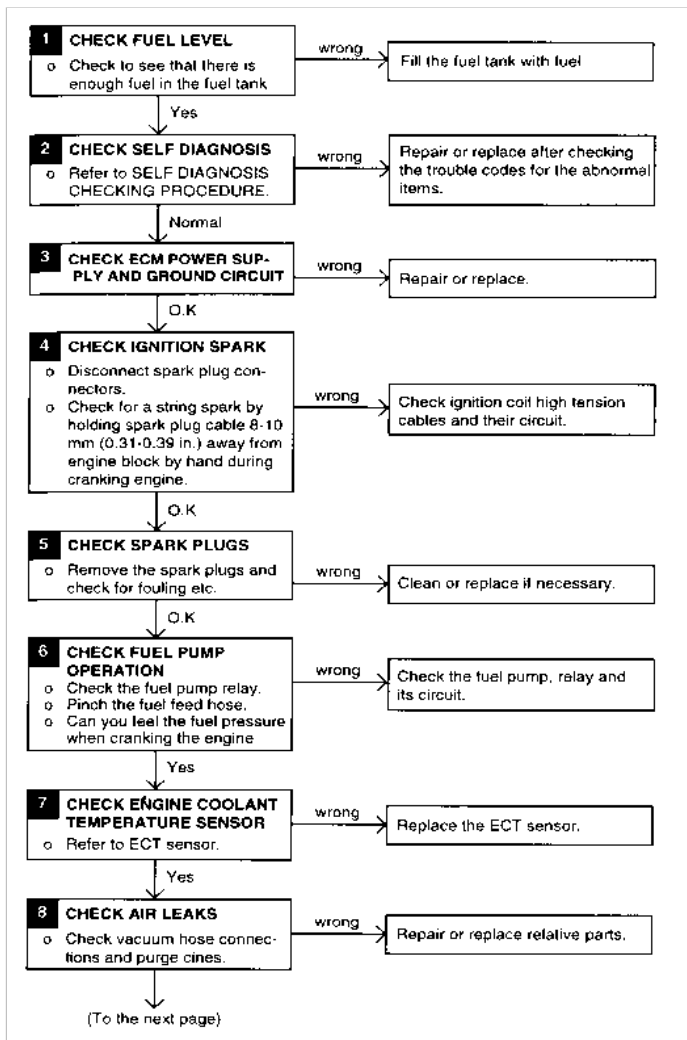 1 CHECK FUEL LEVEL
o Check to see that there is
enough fuel in the fuel tank
wrong
Fill the fuel tank with fuel
Yes
2 CHECK SELF DIAGNOSIS
o Refer to SELF DIAGNOSIS
CHECKING PROCEDURE.
wrong
Repair or replace after checking
the trouble codes for the abnormal
items.
Normal
3 CHECK ECM POWER SUP-
PLY AND GROUND CIRCUIT
wrong
Repair or replace.
O.K
4 CHECK IGNITION SPARK
o Disconnect spark plug con-
nectors.
o Check for a string spark by
holding spark plug cable 8-10
mm (0.31-0.39 in.) away from
engine block by hand during
cranking engine.
wrong
Check ignition coil high tension
cables and their circuit.
O.K
5 CHECK SPARK PLUGS
o Remove the spark plugs and
check for fouling etc.
wrong
Clean or replace if necessary.
O.K
6 CHECK FUEL PUMP
OPERATION
o Check the fuel pump relay.
o Pinch the fuel feed hose.
o Can you leel the fuel pressure
when cranking the engine
wrong
Check the fuel pump, relay and
its circuit.
Yes
7 CHECK ENGINE COOLANT
TEMPERATURE SENSOR
o Refer to ECT sensor.
wrong
Replace the ECT sensor.
Yes
8 CHECK AIR LEAKS
o Check vacuum hose connec-
tions and purge cines.
wrong
Repair or replace relative parts.
(To the next page)